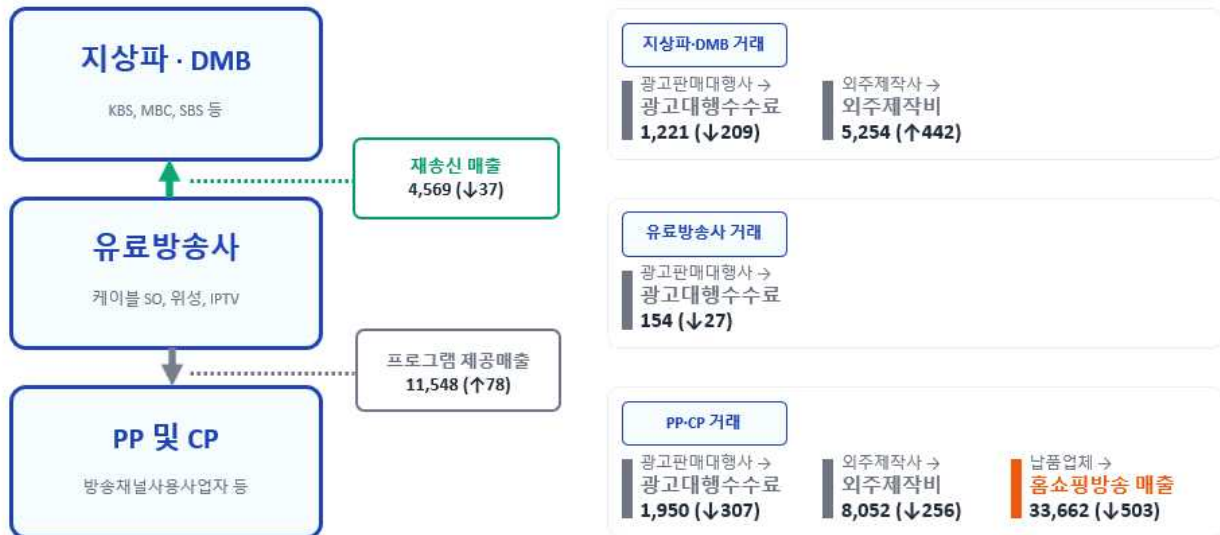 지상파 · DMB
KBS, MBC, SBS 등
재송신 매출
4,569 (↓37)
유료방송사
케이블 SO, 위성, IPTV
프로그램 제공매출
11,548 (↑78)
PP 및 CP
방송채널사용사업자 등
지상파·DMB 거래
광고판매대행사 →
광고대행수수료
1,221 (↓209)
외주제작사 →
외주제작비
5,254 (↑442)
유료방송사 거래
광고판매대행사 →
광고대행수수료
154 (↓27)
PP·CP 거래
광고판매대행사 →
광고대행수수료
1,950 (↓307)
외주제작사 →
외주제작비
8,052 (↓256)
납품업체 →
홈쇼핑방송 매출
33,662 (↓503)